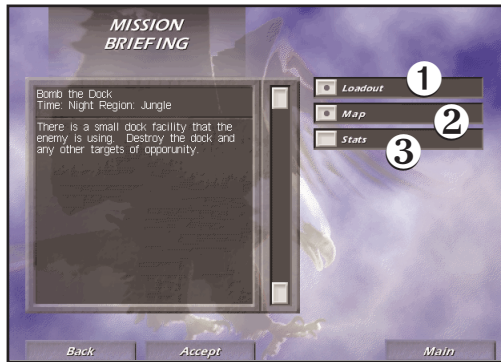 MISSION
BRIEFING
Bomb the Dock
Time: Night Region: Jungle
There is a small dock facility that the
enemy is using. Destroy the dock and
any other targets of opporunity.
Loadout 1
Map 2
Stats 3
Back Accept Main